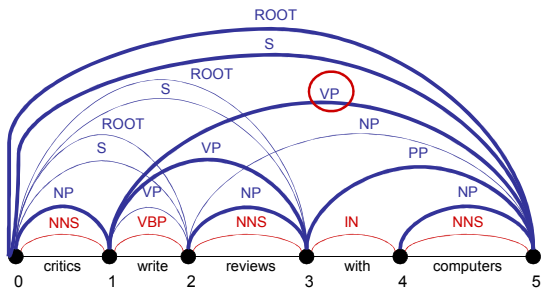 ROOT
S
ROOT
S
VP
ROOT
NP
S
VP
PP
NP
VP
NP
NP
NNS
VBP
NNS
IN
NNS
critics
write
reviews
with
computers
0
1
2
3
4
5